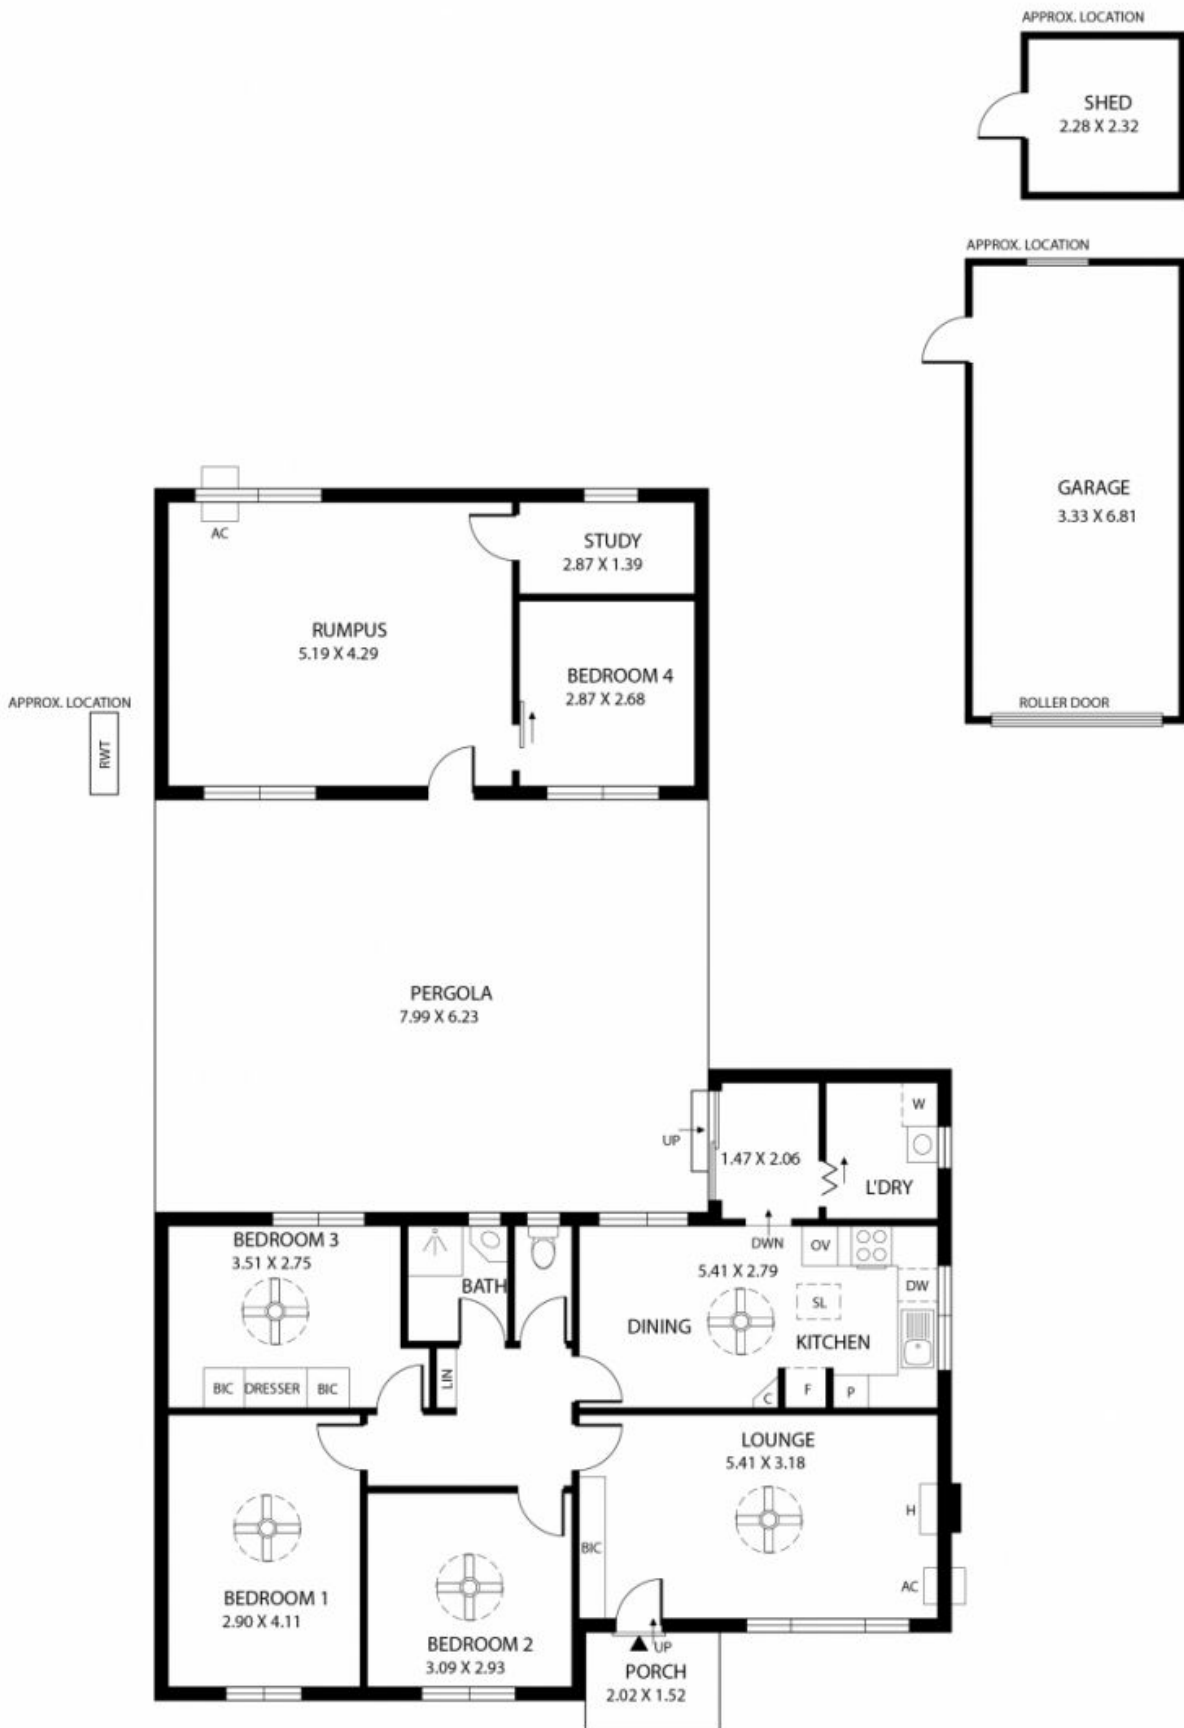 APPROX. LOCATION
SHED
2.28 X 2.32
APPROX. LOCATION
GARAGE
3.33 X 6.81
ROLLER DOOR
AC
STUDY
2.87 X 1.39
RUMPUS
5.19 X 4.29
BEDROOM 4
2.87 X 2.68
APPROX. LOCATION
RWT
PERGOLA
7.99 X 6.23
UP
1.47 X 2.06
W
L'DRY
DWN
BEDROOM 3
3.51 X 2.75
BATH
5.41 X 2.79
OV
DW
SL
DINING
KITCHEN
BIC
DRESSER
BIC
LIN
C
F
P
LOUNGE
5.41 X 3.18
H
BIC
AC
BEDROOM 1
2.90 X 4.11
BEDROOM 2
3.09 X 2.93
UP
PORCH
2.02 X 1.52